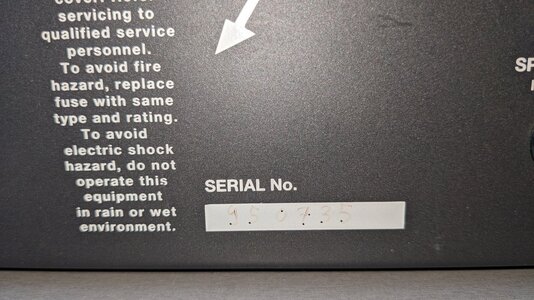 servicing to
qualified service
personnel.
To avoid fire
hazard, replace
fuse with same
type and rating.
To avoid
electric shock
hazard, do not
operate this
equipment
in rain or wet
environment.
SERIAL No.
950735